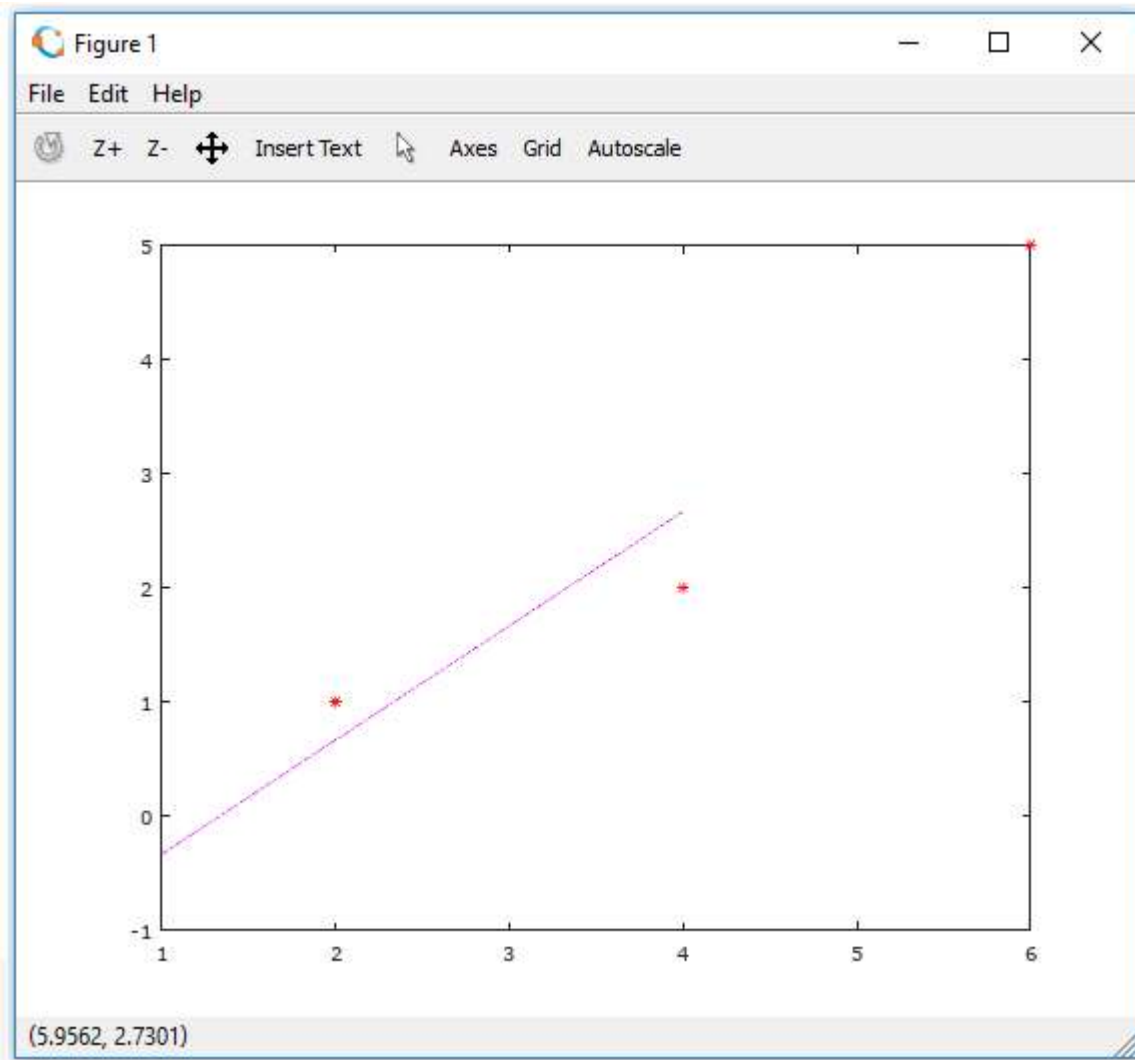 Figure 1
File Edit Help
Z+ Z- Insert Text Axes Grid Autoscale
5
4
3
2
1
0
-1
1 2 3 4 5 6
(5.9562, 2.7301)